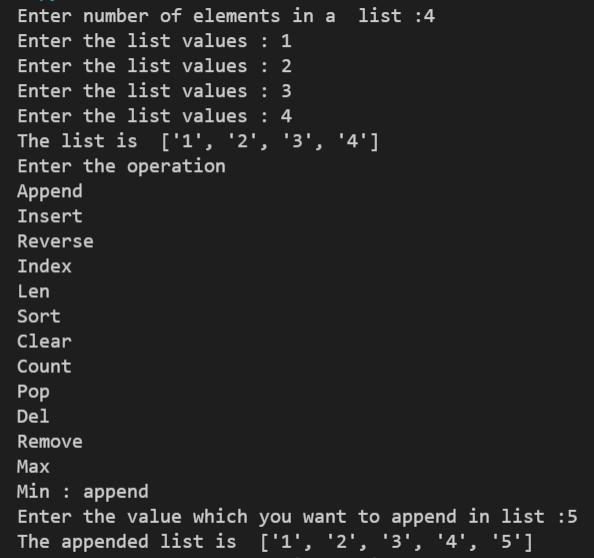 Enter number of elements in a  list :4
Enter the list values : 1
Enter the list values : 2
Enter the list values : 3
Enter the list values : 4
The list is  ['1', '2', '3', '4']
Enter the operation
Append
Insert
Reverse
Index
Len
Sort
Clear
Count
Pop
Del
Remove
Max
Min : append
Enter the value which you want to append in list :5
The appended list is  ['1', '2', '3', '4', '5']